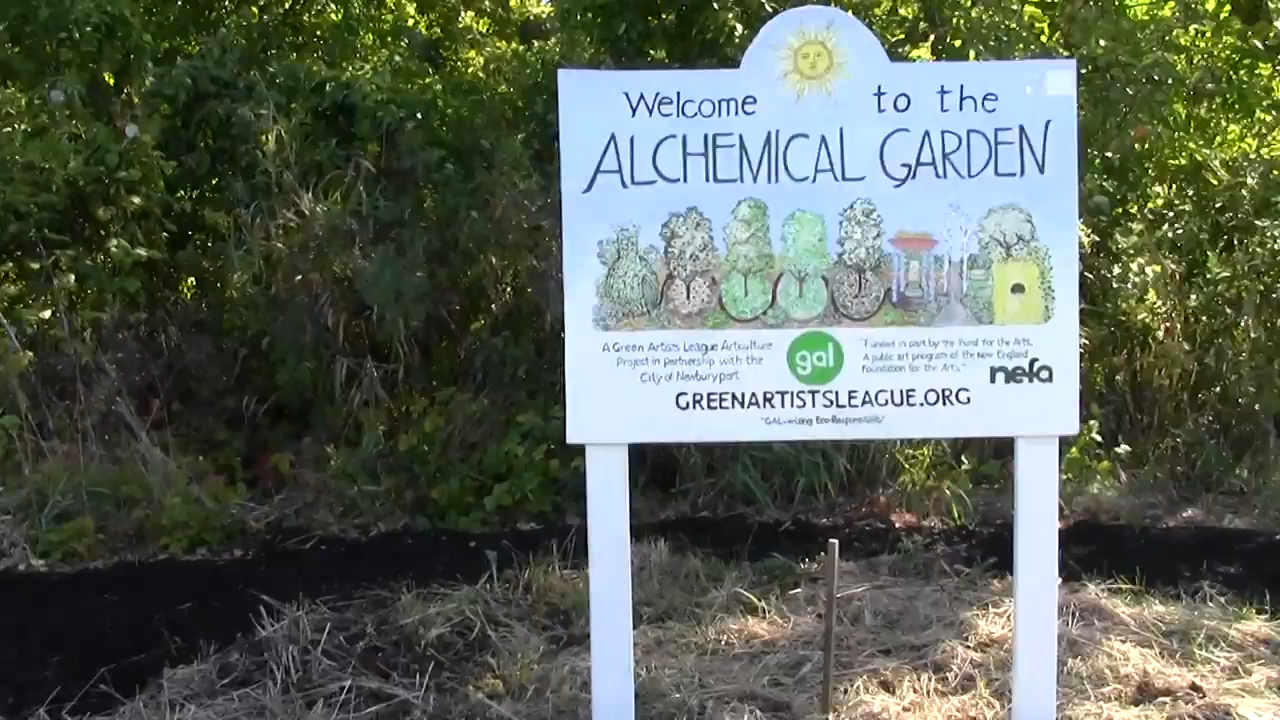 Welcome to the
ALCHEMICAL GARDEN
A Green Artists League Articulture
Project in partnership with the
City of Newburyport
gal
"Funded in part by the Fund for the Arts,
A public art program of the New England
Foundation for the Arts."
nefa
GREENARTISTSLEAGUE.ORG
"GAL-vanizing Eco-Responsibility"